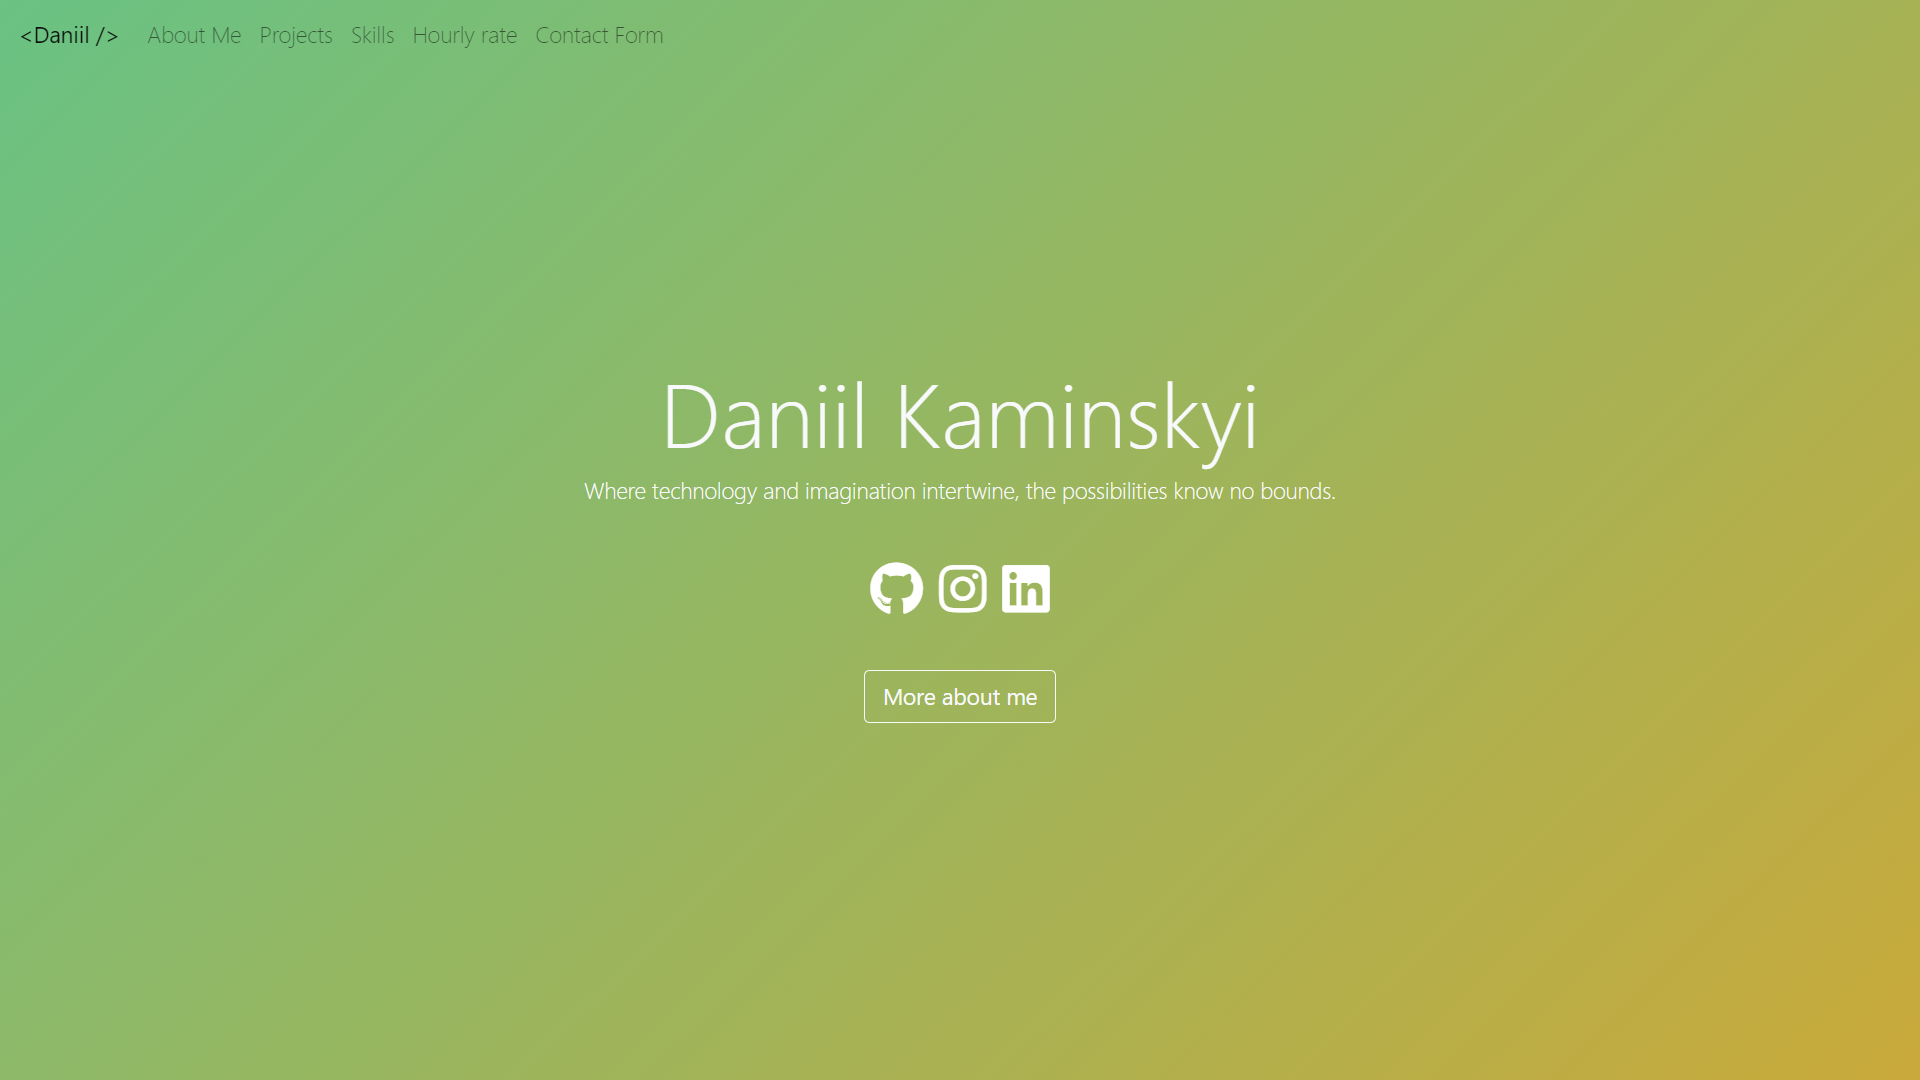 <Daniil /> About Me Projects Skills Hourly rate Contact Form
Daniil Kaminskyi
Where technology and imagination intertwine, the possibilities know no bounds.
in
More about me